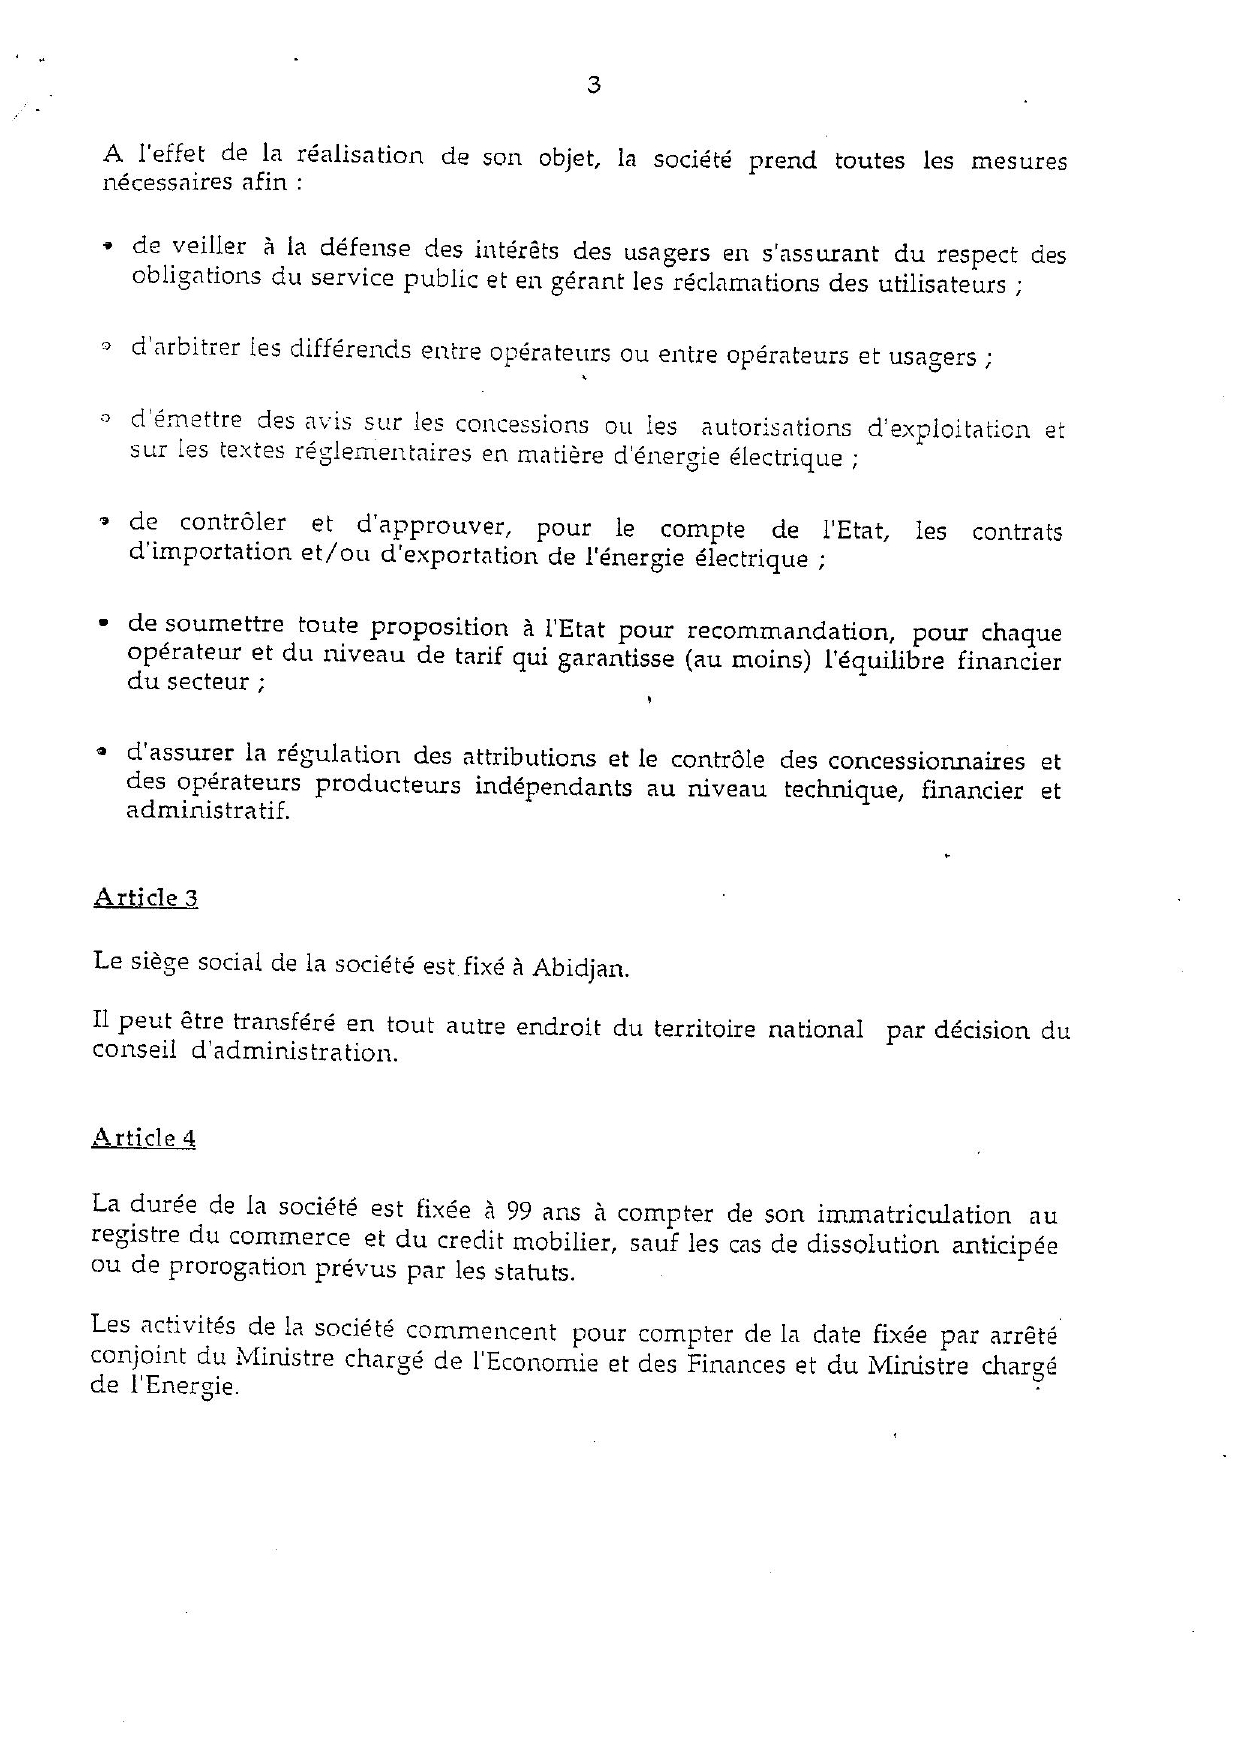 3
A l'effet de la réalisation de son objet, la société prend toutes les mesures
nécessaires afin :
• de veiller à la défense des intérêts des usagers en s'assurant du respect des
obligations du service public et en gérant les réclamations des utilisateurs ;
• d'arbitrer les différends entre opérateurs ou entre opérateurs et usagers ;
• d'émettre des avis sur les concessions ou les autorisations d'exploitation et
sur les textes réglementaires en matière d'énergie électrique ;
• de contrôler et d'approuver, pour le compte de l'Etat, les contrats
d'importation et/ou d'exportation de l'énergie électrique ;
• de soumettre toute proposition à l'Etat pour recommandation, pour chaque
opérateur et du niveau de tarif qui garantisse (au moins) l'équilibre financier
du secteur ;
• d'assurer la régulation des attributions et le contrôle des concessionnaires et
des opérateurs producteurs indépendants au niveau technique, financier et
administratif.
Article 3
Le siège social de la société est fixé à Abidjan.
Il peut être transféré en tout autre endroit du territoire national par décision du
conseil d'administration.
Article 4
La durée de la société est fixée à 99 ans à compter de son immatriculation au
registre du commerce et du credit mobilier, sauf les cas de dissolution anticipée
ou de prorogation prévus par les statuts.
Les activités de la société commencent pour compter de la date fixée par arrêté
conjoint du Ministre chargé de l'Economie et des Finances et du Ministre chargé
de l'Energie.